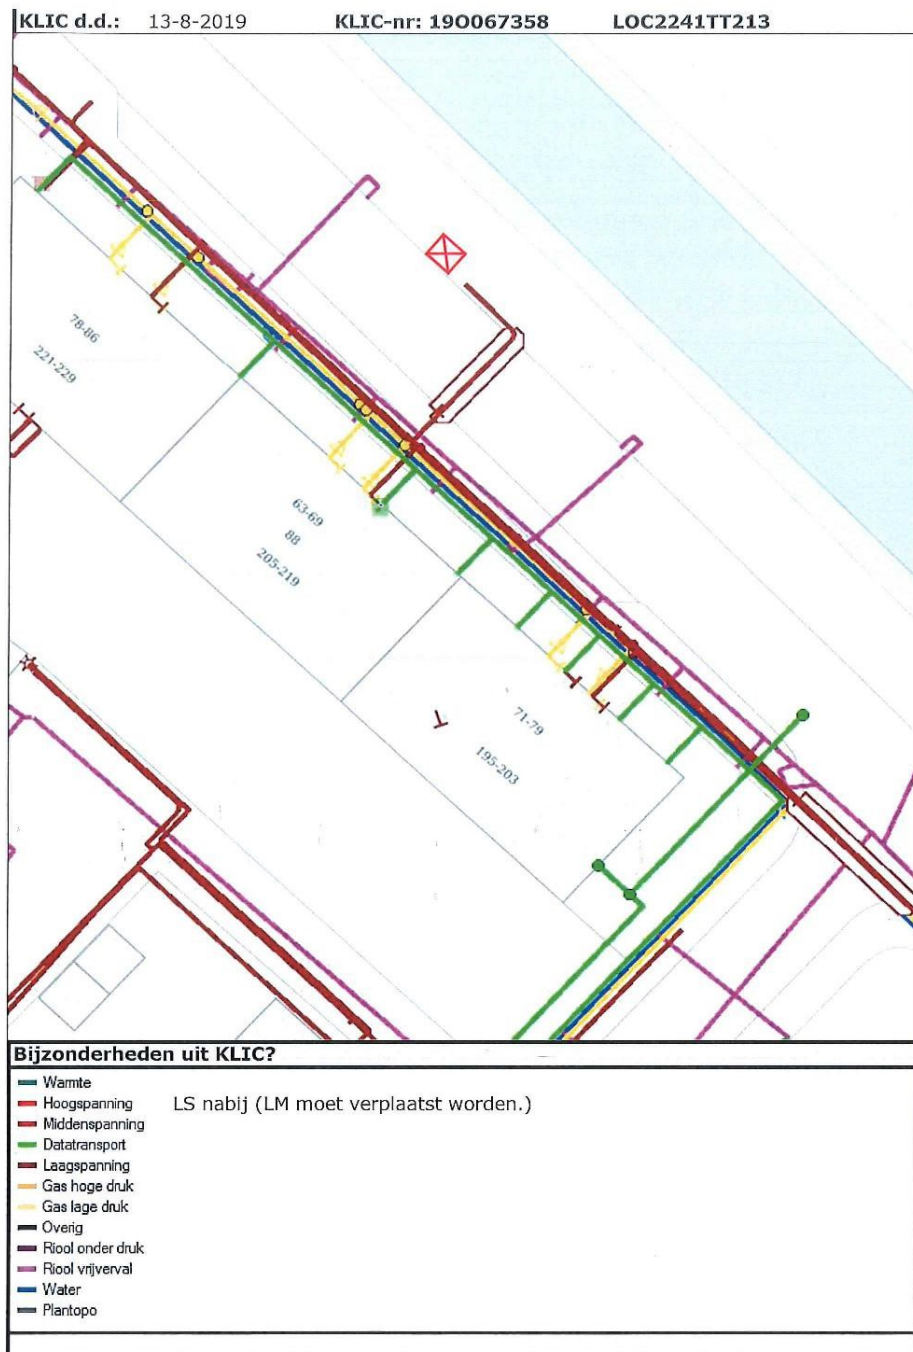 KLIC d.d.: 13-8-2019 KLIC-nr: 19O067358 LOC2241TT213
78-86
221-229
63-69
88
205-219
71-79
195-203
Bijzonderheden uit KLIC?
Warmte
Hoogspanning
LS nabij (LM moet verplaatst worden.)
Middenspanning
Datatransport
Laagspanning
Gas hoge druk
Gas lage druk
Overig
Riool onder druk
Riool vrijverval
Water
Plantopo